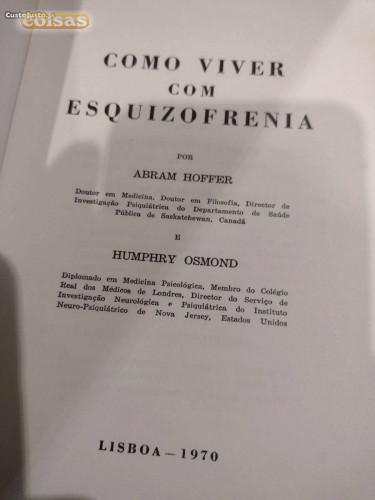 CustoJusto.pt
coisas
COMO VIVER
COM
ESQUIZOFRENIA
POR
ABRAM HOFFER
Doutor em Medicina, Doutor em Filosofia, Director de
Investigação Psiquiátrica do Departamento de Saúde
Pública de Saskatchewan, Canadá
E
HUMPHRY OSMOND
Diplomado em Medicina Psicológica, Membro do Colégio
Real dos Médicos de Londres, Director do Serviço de
Investigação Neurológica e Psiquiátrica do Instituto
Neuro-Psiquiátrico de Nova Jersey, Estados Unidos
LISBOA — 1970